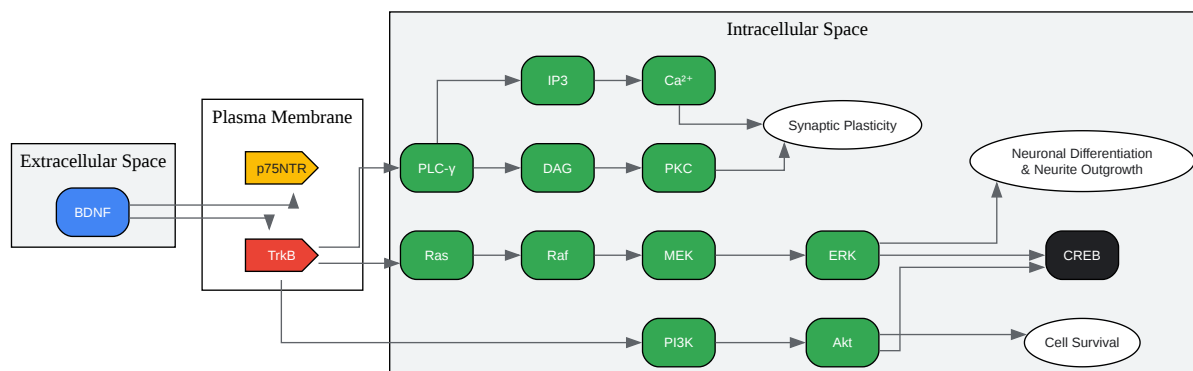 Intracellular Space
IP3
Ca²⁺
Plasma Membrane
Synaptic Plasticity
Extracellular Space
p75NTR
PLC-γ
DAG
PKC
Neuronal Differentiation
& Neurite Outgrowth
BDNF
TrkB
Ras
Raf
MEK
ERK
CREB
PI3K
Akt
Cell Survival